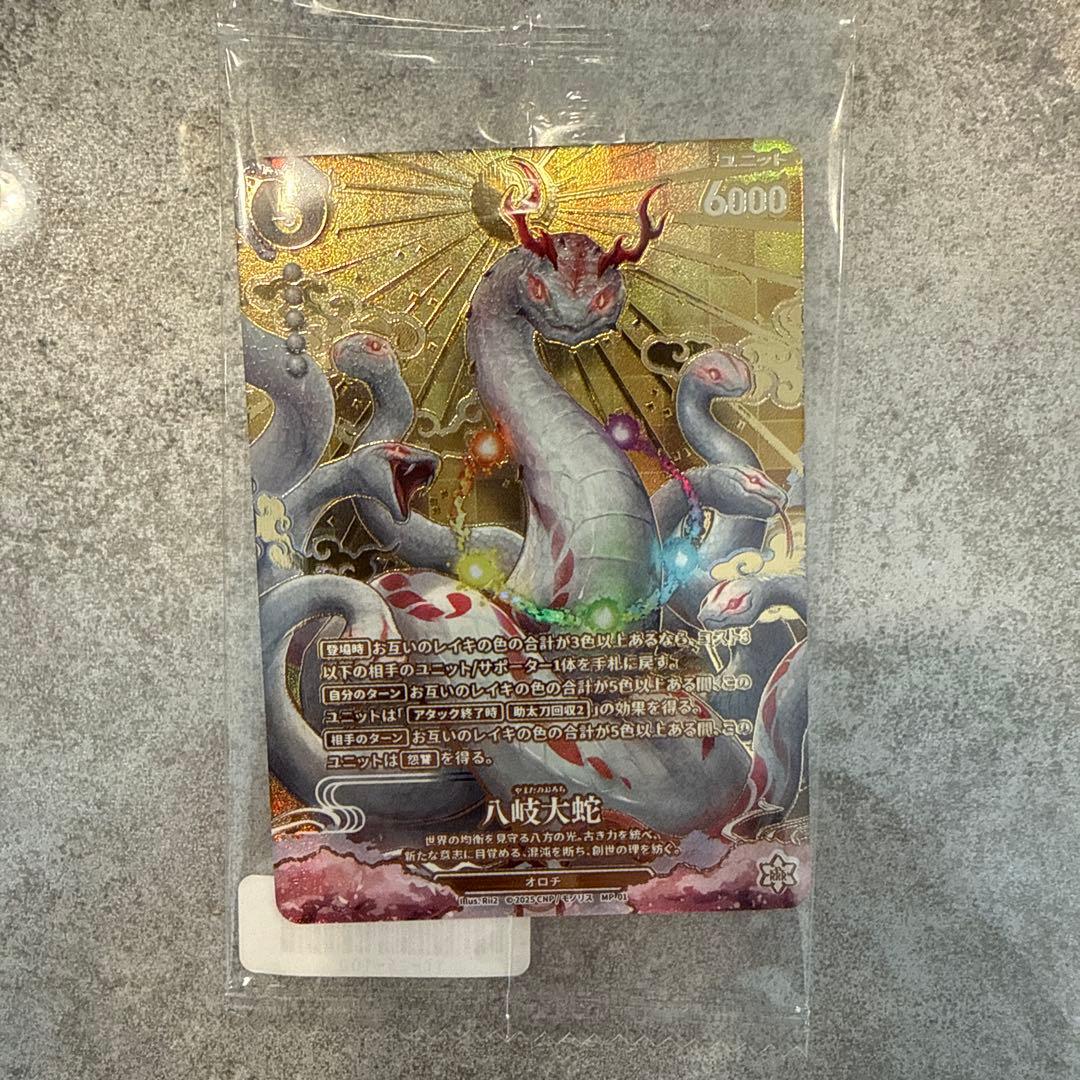 ユニット
6000
登場時 お互いのレイキの色の合計が3色以上あるなら、コスト3
以下の相手のユニット/サポーター1体を手札に戻す。
自分のターン お互いのレイキの色の合計が5色以上ある間、この
ユニットは「アタック終了時 助太刀回収2」の効果を得る。
相手のターン お互いのレイキの色の合計が5色以上ある間、この
ユニットは 怨讐 を得る。
やまたのおろち
八岐大蛇
世界の均衡を見守る八方の光。古き力を統べ、
新たな意志に目覚める。混沌を断ち、創世の理を紡ぐ。
オロチ
Illus. Rii2 ©2025 CNP / モノリス MP-01
RRR